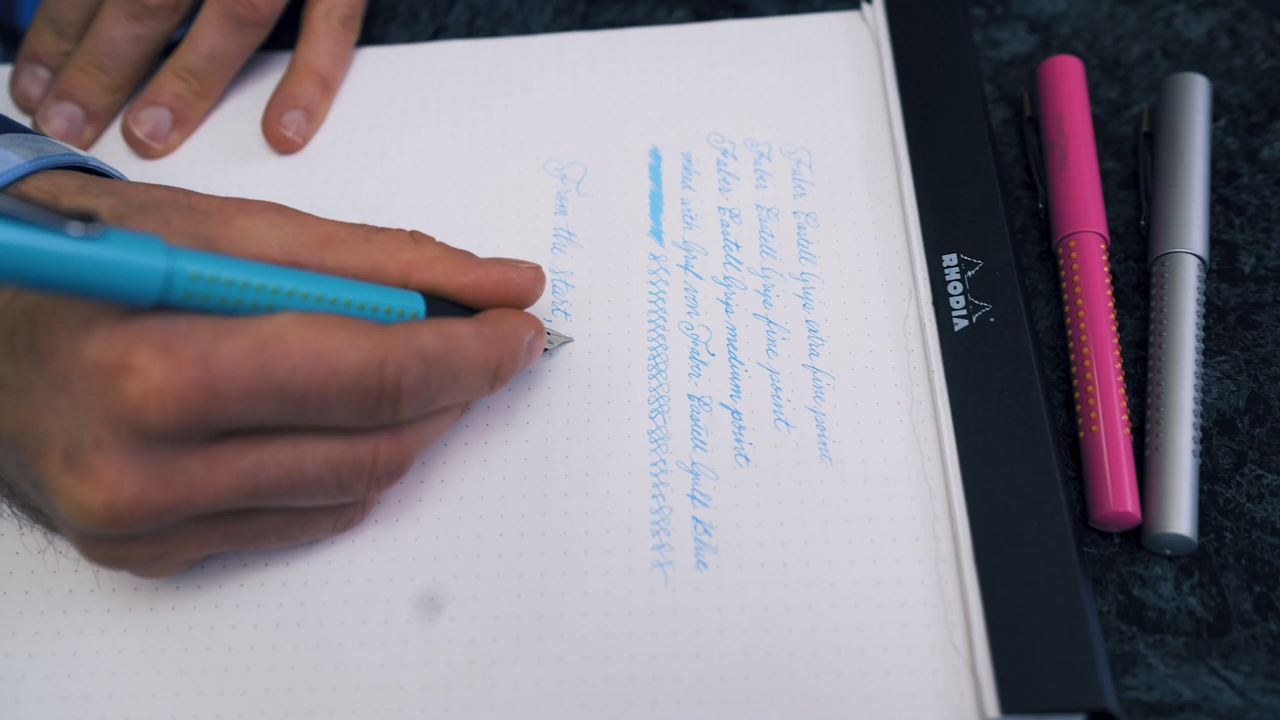 Faber Castell Grip extra fine point
Faber Castell Grip fine point.
Faber-Castell Grip medium point.
inked with Graf von Faber-Castell Gulf Blue
From the start,
RHODIA